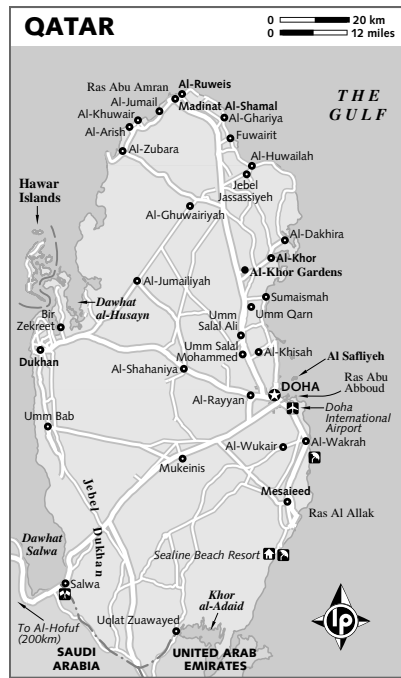 QATAR
0 20 km
0 12 miles
Ras Abu Amran
Al-Ruweis
Al-Jumail
Madinat Al-Shamal
Al-Khuwair
Al-Ghariya
Al-Arish
Fuwairit
THE
GULF
Al-Zubara
Al-Huwailah
Jebel
Jassassiyeh
Hawar
Islands
Al-Ghuwairiyah
Al-Dakhira
Al-Khor
Al-Khor Gardens
Al-Jumailiyah
Sumaismah
Dawhat
al-Husayn
Umm Qarn
Bir
Zekreet
Umm
Salal Ali
Dukhan
Umm Salal
Mohammed
Al-Khisah
Al Safliyeh
Al-Shahaniya
DOHA
Ras Abu
Abboud
Al-Rayyan
Doha
International
Airport
Umm Bab
Al-Wukair
Al-Wakrah
Mukeinis
Jebel Dukhan
Mesaieed
Ras Al Allak
Dawhat
Salwa
Sealine Beach Resort
Salwa
Khor
al-Adaid
Uqlat Zuwayed
To Al-Hofuf
(200km)
SAUDI
ARABIA
UNITED ARAB
EMIRATES
lp